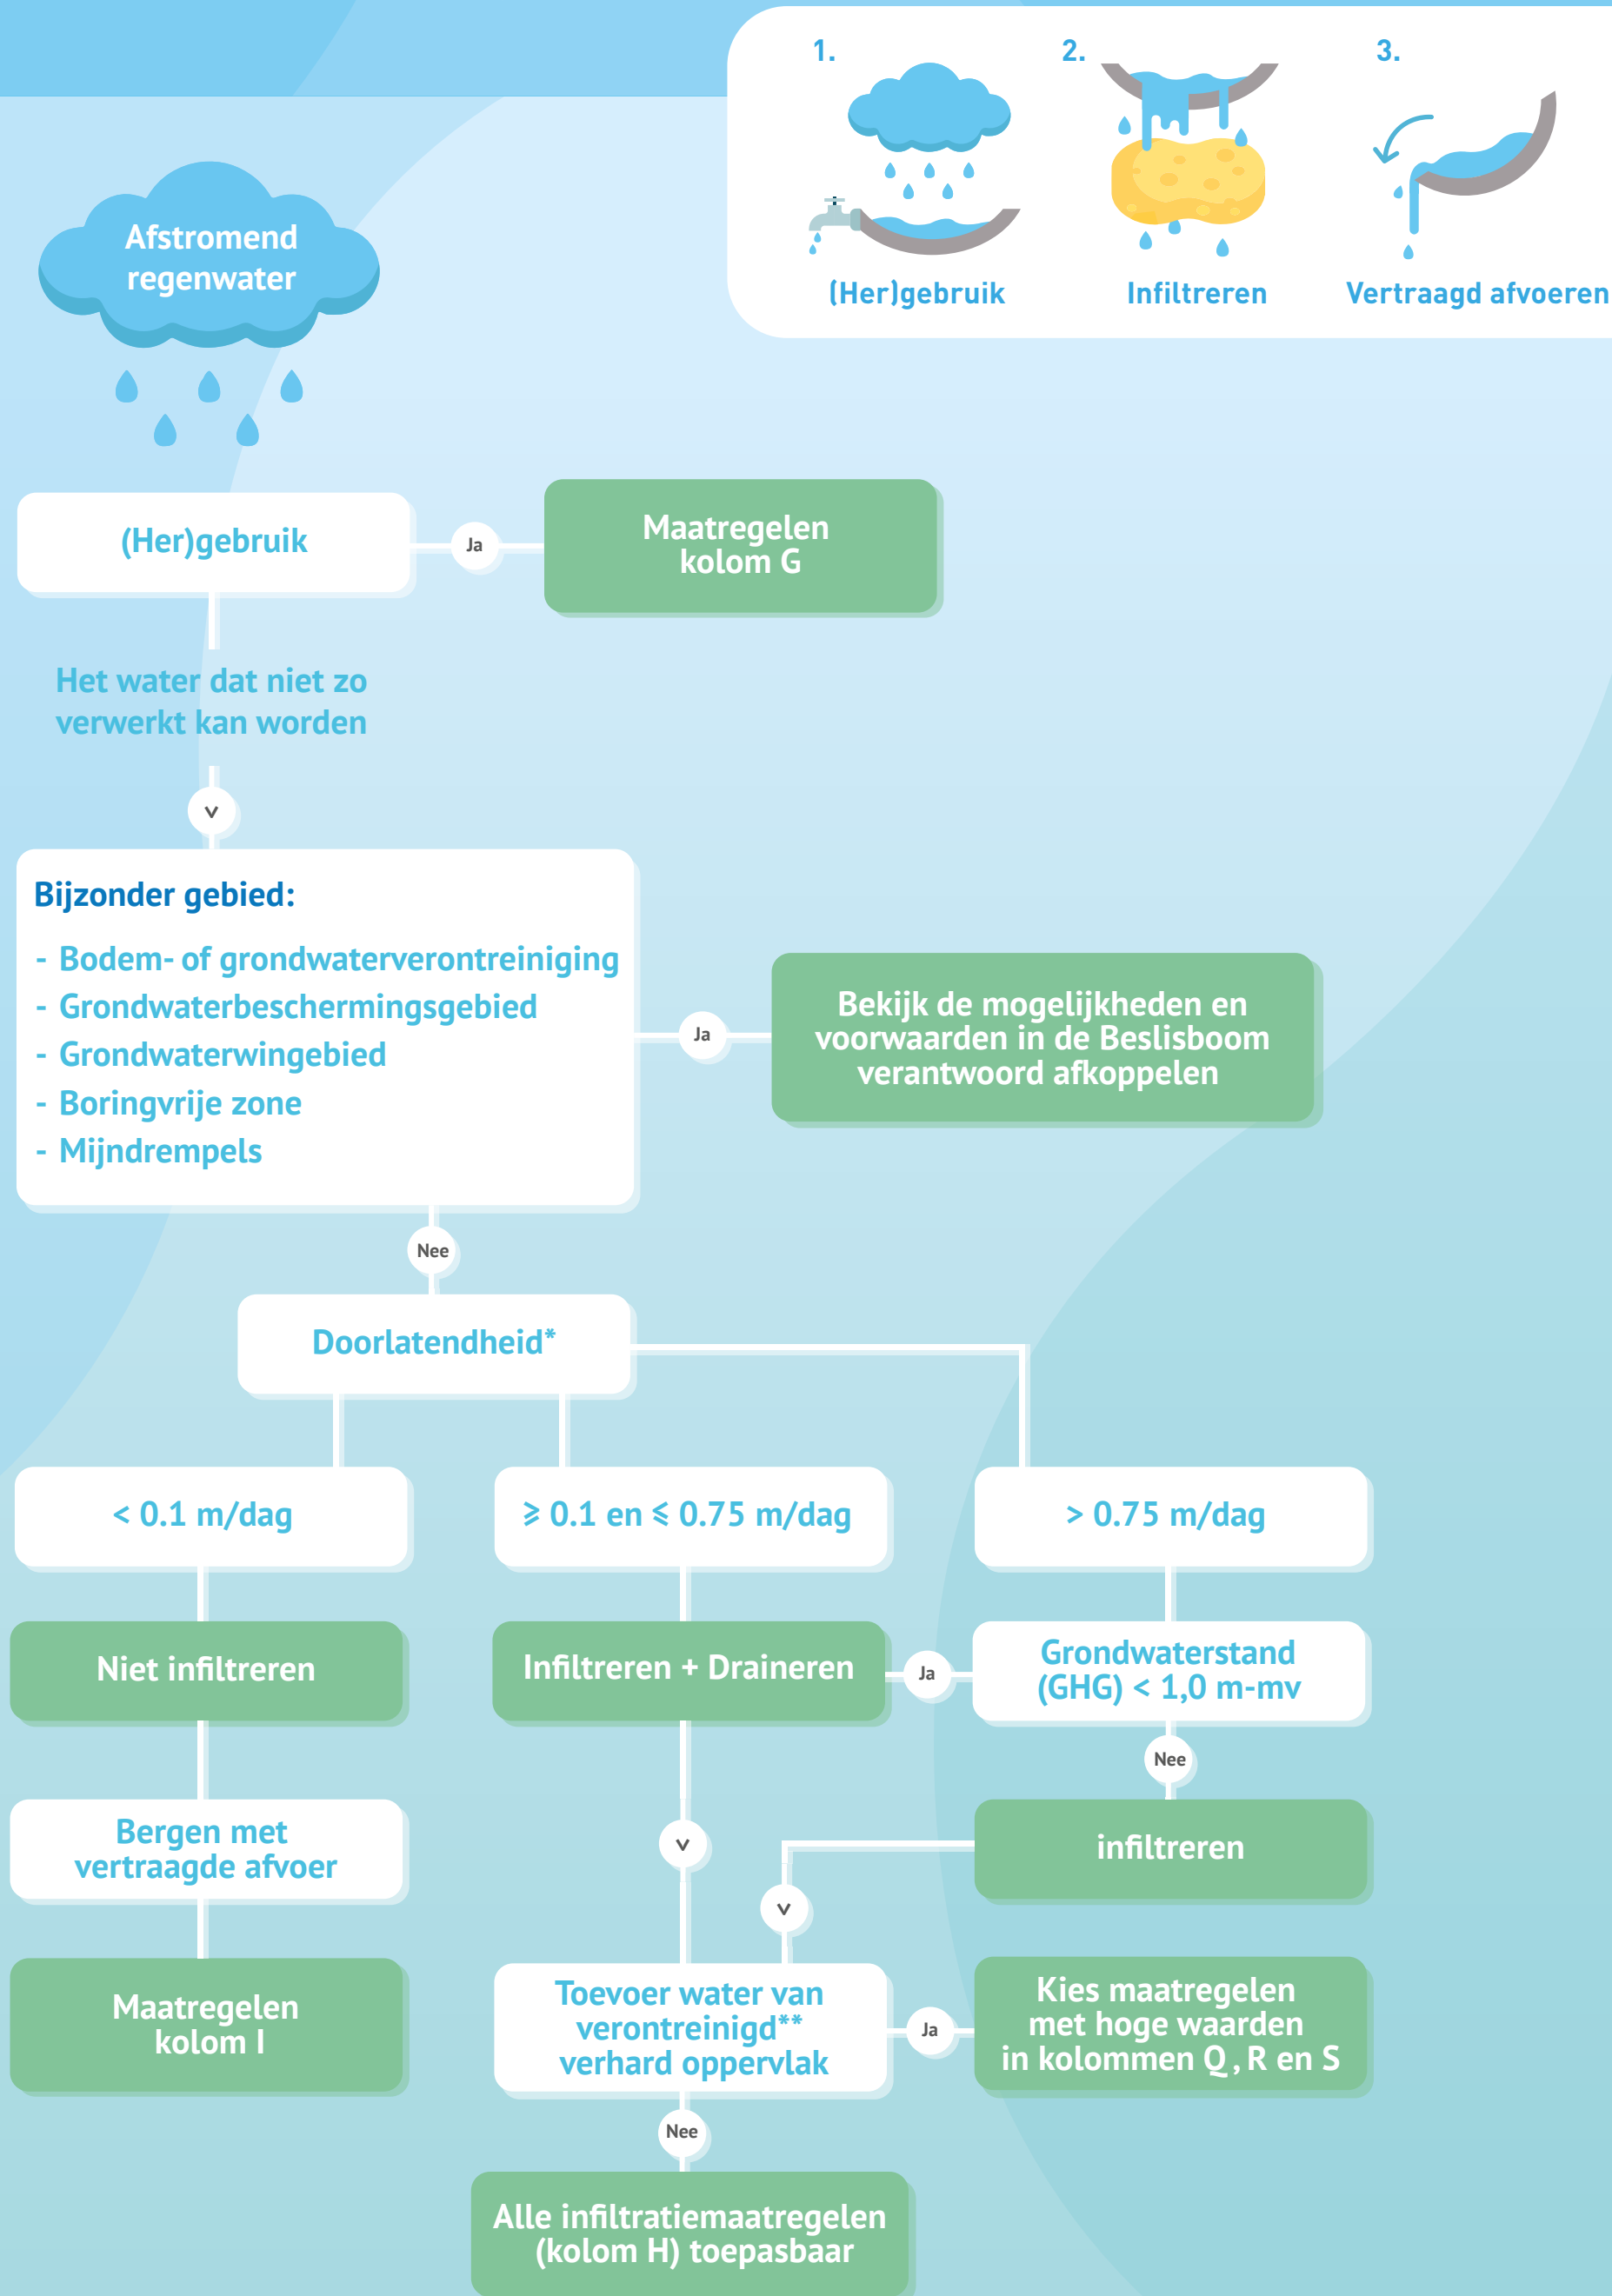 1.
2.
3.
(Her)gebruik
Infiltreren
Vertraagd afvoeren
Afstromend
regenwater
(Her)gebruik
Ja
Maatregelen
kolom G
Het water dat niet zo
verwerkt kan worden
v
Bijzonder gebied:
- Bodem- of grondwaterverontreiniging
- Grondwaterbeschermingsgebied
- Grondwaterwingebied
- Boringvrije zone
- Mijndrempels
Ja
Bekijk de mogelijkheden en
voorwaarden in de Beslisboom
verantwoord afkoppelen
Nee
Doorlatendheid*
< 0.1 m/dag
⩾ 0.1 en ⩽ 0.75 m/dag
> 0.75 m/dag
Niet infiltreren
Infiltreren + Draineren
Ja
Grondwaterstand
(GHG) < 1,0 m-mv
Nee
Bergen met
vertraagde afvoer
v
infiltreren
v
Maatregelen
kolom I
Toevoer water van
verontreinigd**
verhard oppervlak
Ja
Kies maatregelen
met hoge waarden
in kolommen Q , R en S
Nee
Alle infiltratiemaatregelen
(kolom H) toepasbaar